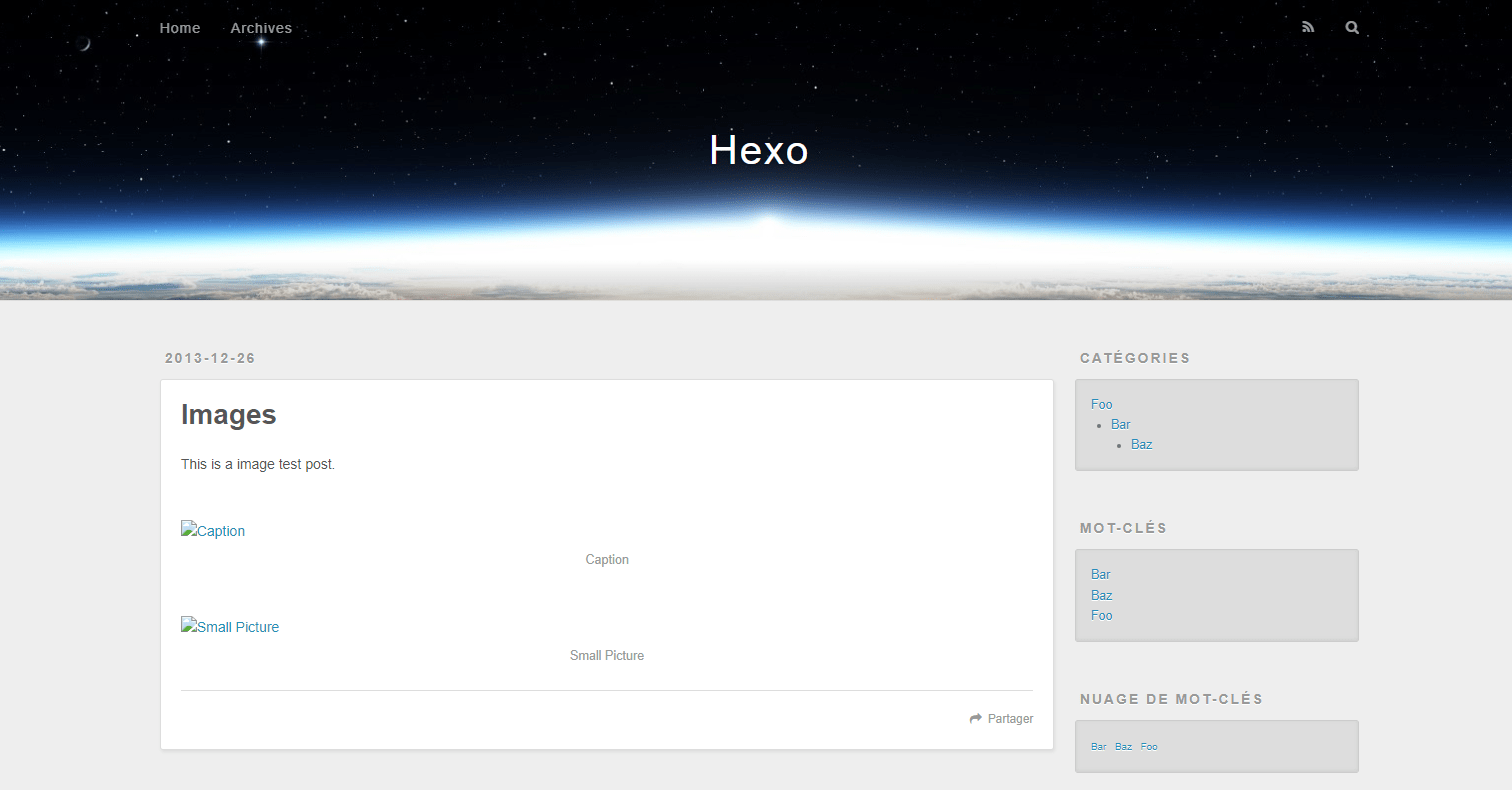 Home Archives
Hexo
2013-12-26
Images
This is a image test post.
Caption
Caption
Small Picture
Small Picture
Partager
CATÉGORIES
Foo
Bar
Baz
MOT-CLÉS
Bar
Baz
Foo
NUAGE DE MOT-CLÉS
Bar Baz Foo